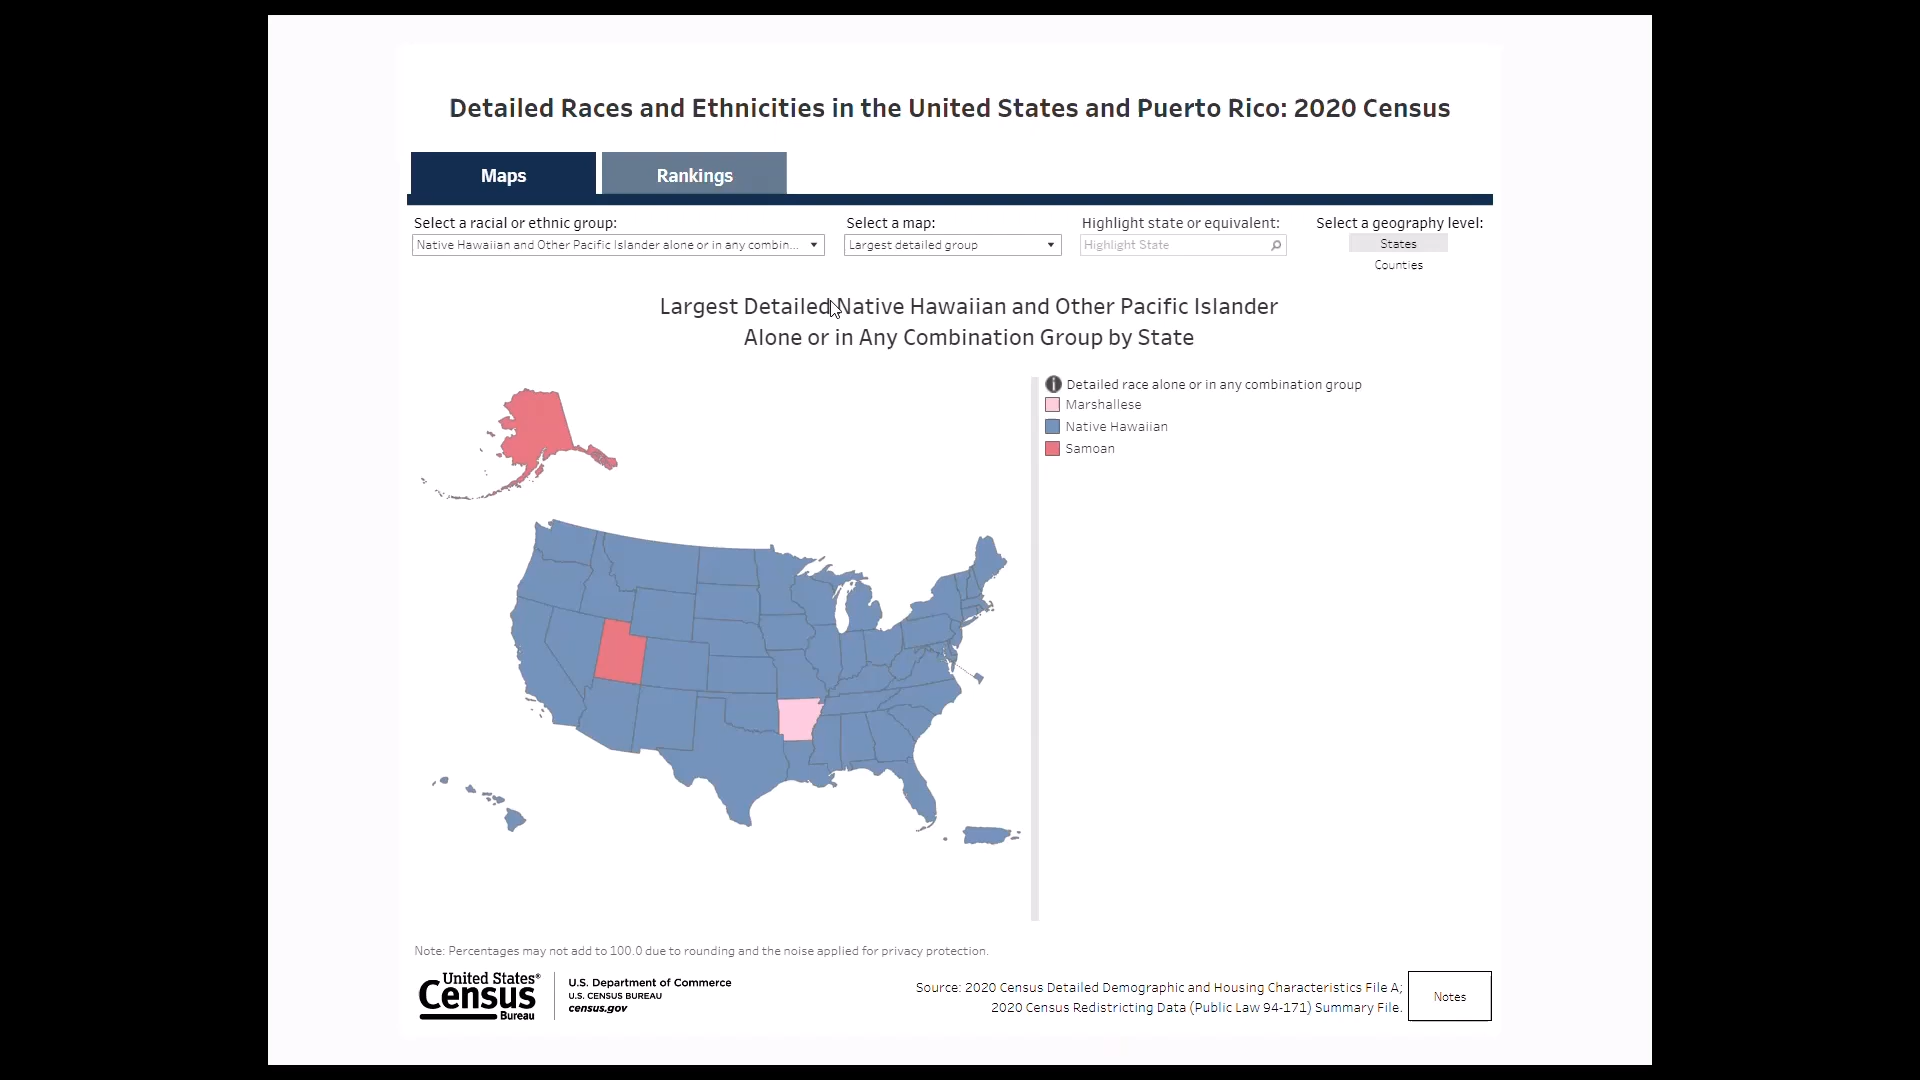 Detailed Races and Ethnicities in the United States and Puerto Rico: 2020 Census
Maps
Rankings
Select a racial or ethnic group:
Native Hawaiian and Other Pacific Islander alone or in any combin...
Select a map:
Largest detailed group
Highlight state or equivalent:
Highlight State
Select a geography level:
States
Counties
Largest Detailed Native Hawaiian and Other Pacific Islander
Alone or in Any Combination Group by State
Detailed race alone or in any combination group
Marshallese
Native Hawaiian
Samoan
Note: Percentages may not add to 100.0 due to rounding and the noise applied for privacy protection.
United States®
Census
Bureau
U.S. Department of Commerce
U.S. CENSUS BUREAU
census.gov
Source: 2020 Census Detailed Demographic and Housing Characteristics File A;
2020 Census Redistricting Data (Public Law 94-171) Summary File.
Notes